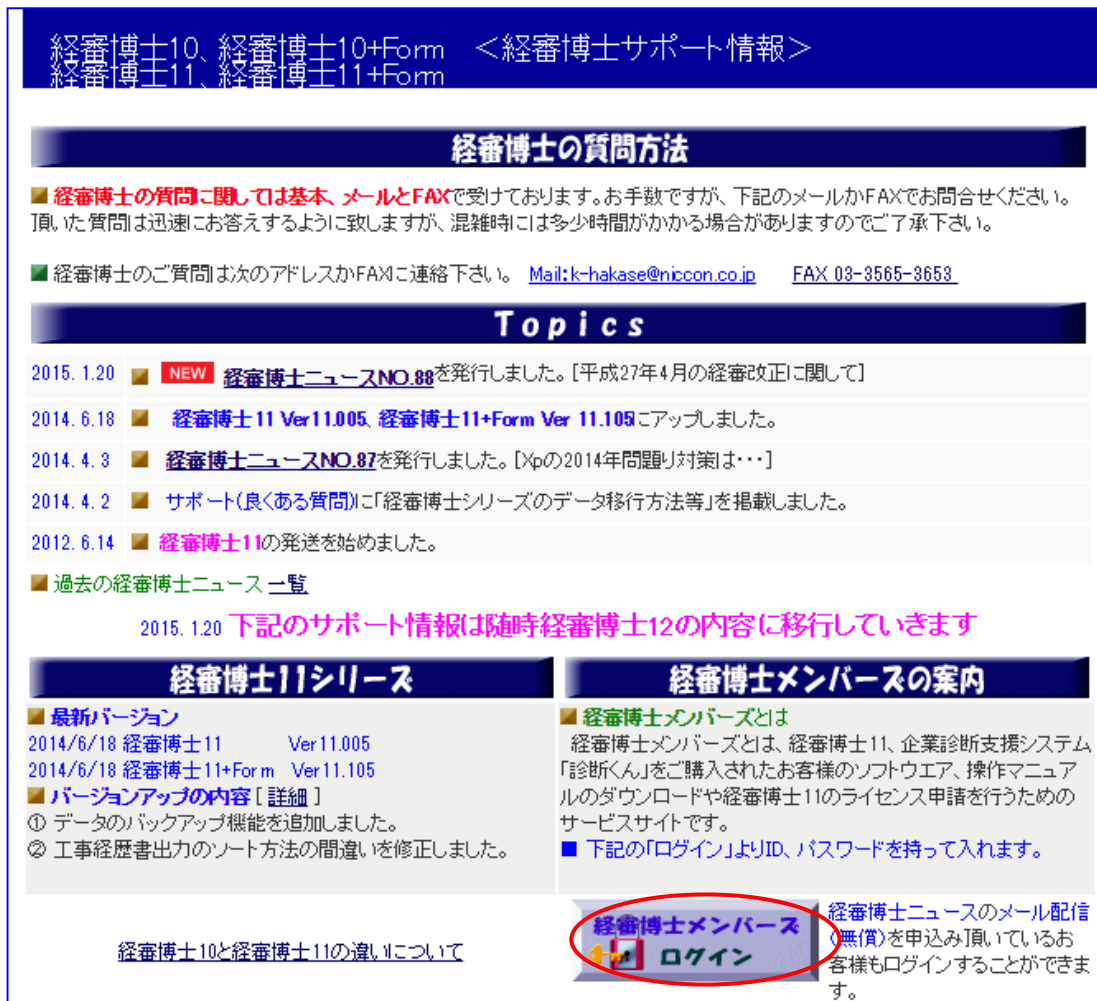 経審博士10、経審博士10+Form <経審博士サポート情報>
経審博士11、経審博士11+Form
経審博士の質問方法
経審博士の質問に関しては基本、メールとFAXで受けております。お手数ですが、下記のメールかFAXでお問合せください。
頂いた質問は迅速にお答えするように致しますが、混雑時には多少時間がかかる場合がありますのでご了承下さい。
経審博士のご質問は次のアドレスかFAXに連絡下さい。 Mail:k-hakase@niccon.co.jp FAX 03-3565-3653
Topics
2015. 1.20 NEW 経審博士ニュースNO.88を発行しました。[平成27年4月の経審改正に関して]
2014. 6.18 経審博士11 Ver11.005、経審博士11+Form Ver 11.105にアップしました。
2014. 4. 3 経審博士ニュースNO.87を発行しました。[Xpの2014年問題り対策は・・・]
2014. 4. 2 サポート(良くある質問)に「経審博士シリーズのデータ移行方法等」を掲載しました。
2012. 6.14 経審博士11の発送を始めました。
過去の経審博士ニュース 一覧
2015. 1.20 下記のサポート情報は随時経審博士12の内容に移行していきます
経審博士11シリーズ
最新バージョン
2014/6/18 経審博士11 Ver11.005
2014/6/18 経審博士11+Form Ver11.105
バージョンアップの内容 [ 詳細 ]
① データのバックアップ機能を追加しました。
② 工事経歴書出力のソート方法の間違いを修正しました。
経審博士10と経審博士11の違いについて
経審博士メンバーズの案内
経審博士メンバーズとは
経審博士メンバーズとは、経審博士11、企業診断支援システム
「診断くん」をご購入されたお客様のソフトウエア、操作マニュア
ルのダウンロードや経審博士11のライセンス申請を行うための
サービスサイトです。
■ 下記の「ログイン」よりID、パスワードを持って入れます。
経審博士メンバーズ
ログイン
経審博士ニュースのメール配信
(無償)を申込み頂いているお
客様もログインすることができま
す。